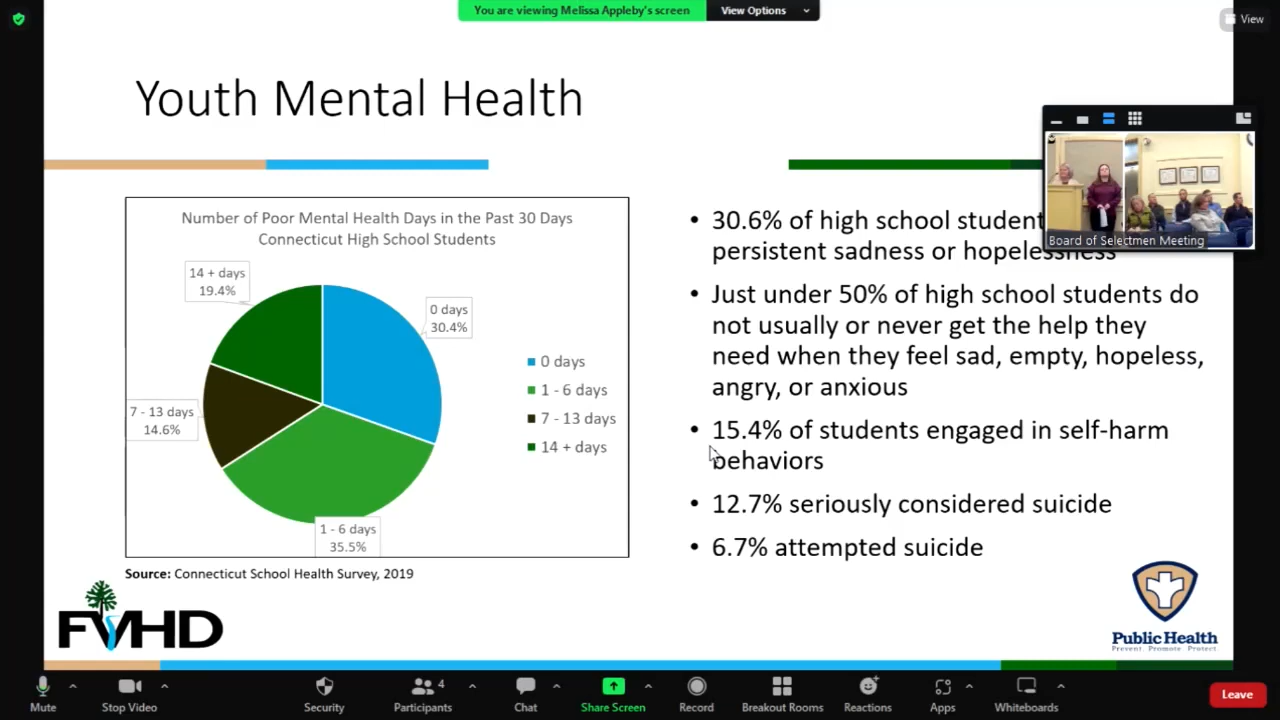 You are viewing Melissa Appleby's screen
View Options
View
Youth Mental Health
Board of Selectmen Meeting
Number of Poor Mental Health Days in the Past 30 Days
Connecticut High School Students
14 + days
19.4%
0 days
30.4%
7 - 13 days
14.6%
1 - 6 days
35.5%
0 days
1 - 6 days
7 - 13 days
14 + days
Source: Connecticut School Health Survey, 2019
• 30.6% of high school student
persistent sadness or hopelessness
• Just under 50% of high school students do
not usually or never get the help they
need when they feel sad, empty, hopeless,
angry, or anxious
• 15.4% of students engaged in self-harm
behaviors
• 12.7% seriously considered suicide
• 6.7% attempted suicide
FVHD
Public Health
Prevent. Promote. Protect.
Mute
Stop Video
Security
4
Participants
Chat
Share Screen
Record
Breakout Rooms
Reactions
Apps
Whiteboards
Leave